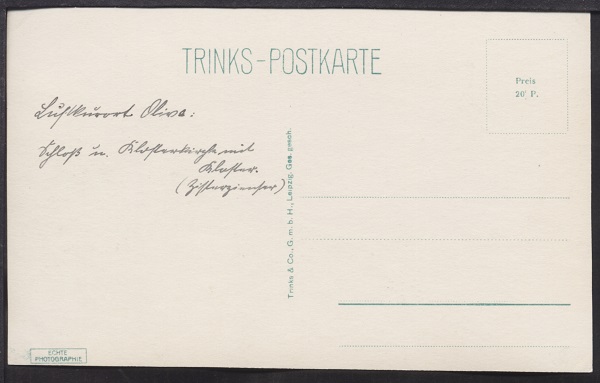 TRINKS-POSTKARTE
Preis
20 P.
Luftkurort Oliva:
Schloß u. Klosterkirche mit
Kloster.
(Zisterzienser)
Trinks & Co., G. m. b. H., Leipzig. Ges. gesch.
ECHTE
PHOTOGRAPHIE